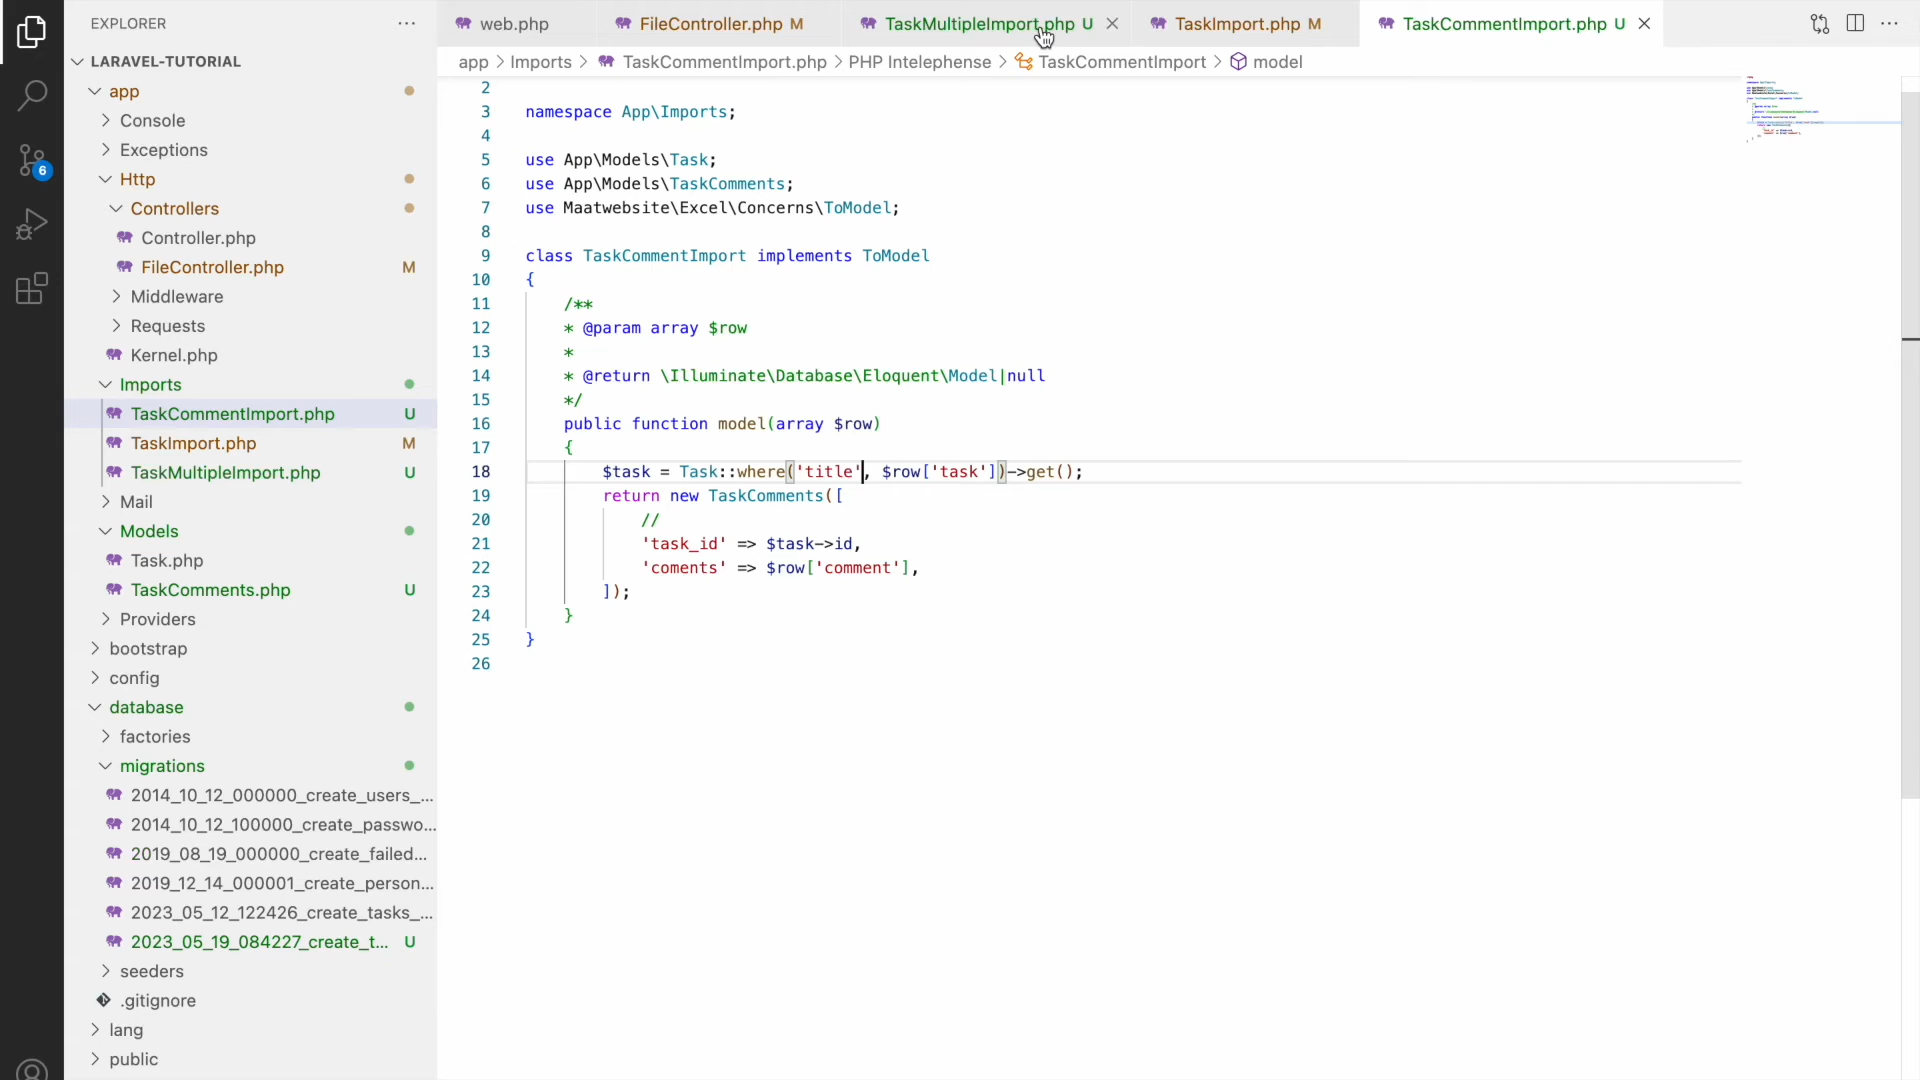 EXPLORER
LARAVEL-TUTORIAL
app
Console
Exceptions
Http
Controllers
Controller.php
FileController.php M
Middleware
Requests
Kernel.php
Imports
TaskCommentImport.php U
TaskImport.php M
TaskMultipleImport.php U
Mail
Models
Task.php
TaskComments.php U
Providers
bootstrap
config
database
factories
migrations
2014_10_12_000000_create_users_...
2014_10_12_100000_create_passwo...
2019_08_19_000000_create_failed...
2019_12_14_000001_create_person...
2023_05_12_122426_create_tasks_...
2023_05_19_084227_create_t... U
seeders
.gitignore
lang
public
6
web.php FileController.php M TaskMultipleImport.php U TaskImport.php M TaskCommentImport.php U
app > Imports > TaskCommentImport.php > PHP Intelephense > TaskCommentImport > model
2
3 namespace App\Imports;
4
5 use App\Models\Task;
6 use App\Models\TaskComments;
7 use Maatwebsite\Excel\Concerns\ToModel;
8
9 class TaskCommentImport implements ToModel
10 {
11 /**
12 * @param array $row
13 *
14 * @return \Illuminate\Database\Eloquent\Model|null
15 */
16 public function model(array $row)
17 {
18 $task = Task::where('title', $row['task'])->get();
19 return new TaskComments([
20 //
21 'task_id' => $task->id,
22 'coments' => $row['comment'],
23 ]);
24 }
25 }
26